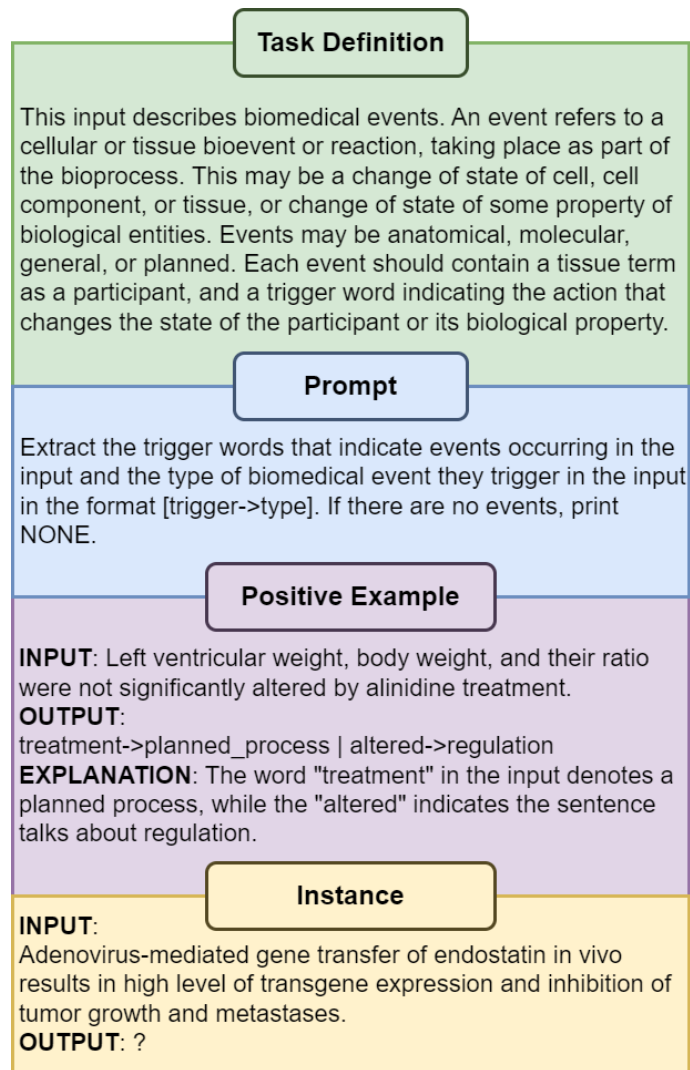 Task Definition
This input describes biomedical events. An event refers to a
cellular or tissue bioevent or reaction, taking place as part of
the bioprocess. This may be a change of state of cell, cell
component, or tissue, or change of state of some property of
biological entities. Events may be anatomical, molecular,
general, or planned. Each event should contain a tissue term
as a participant, and a trigger word indicating the action that
changes the state of the participant or its biological property.
Prompt
Extract the trigger words that indicate events occurring in the
input and the type of biomedical event they trigger in the input
in the format [trigger->type]. If there are no events, print
NONE.
Positive Example
INPUT: Left ventricular weight, body weight, and their ratio
were not significantly altered by alinidine treatment.
OUTPUT:
treatment->planned_process | altered->regulation
EXPLANATION: The word "treatment" in the input denotes a
planned process, while the "altered" indicates the sentence
talks about regulation.
Instance
INPUT:
Adenovirus-mediated gene transfer of endostatin in vivo
results in high level of transgene expression and inhibition of
tumor growth and metastases.
OUTPUT: ?